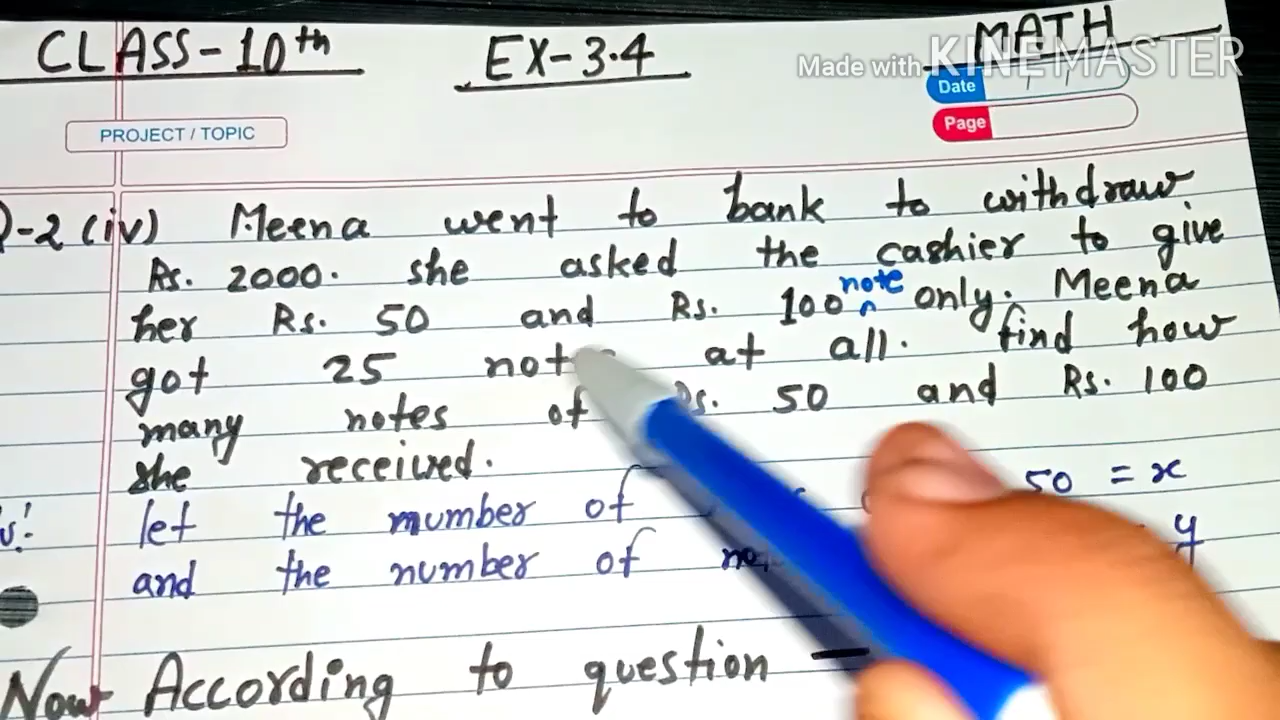 CLASS-10th EX-3.4 MATH
Made with KINEMASTER
Date
Page
PROJECT / TOPIC
Q-2 (iv) Meena went to bank to withdraw
Rs. 2000. she asked the cashier to give
her Rs. 50 and Rs. 100 note only. Meena
got 25 at all. find how
many notes of Rs. 50 and Rs. 100
she received.
let the mumber of 50 = x
and the number of y
Now According to question -